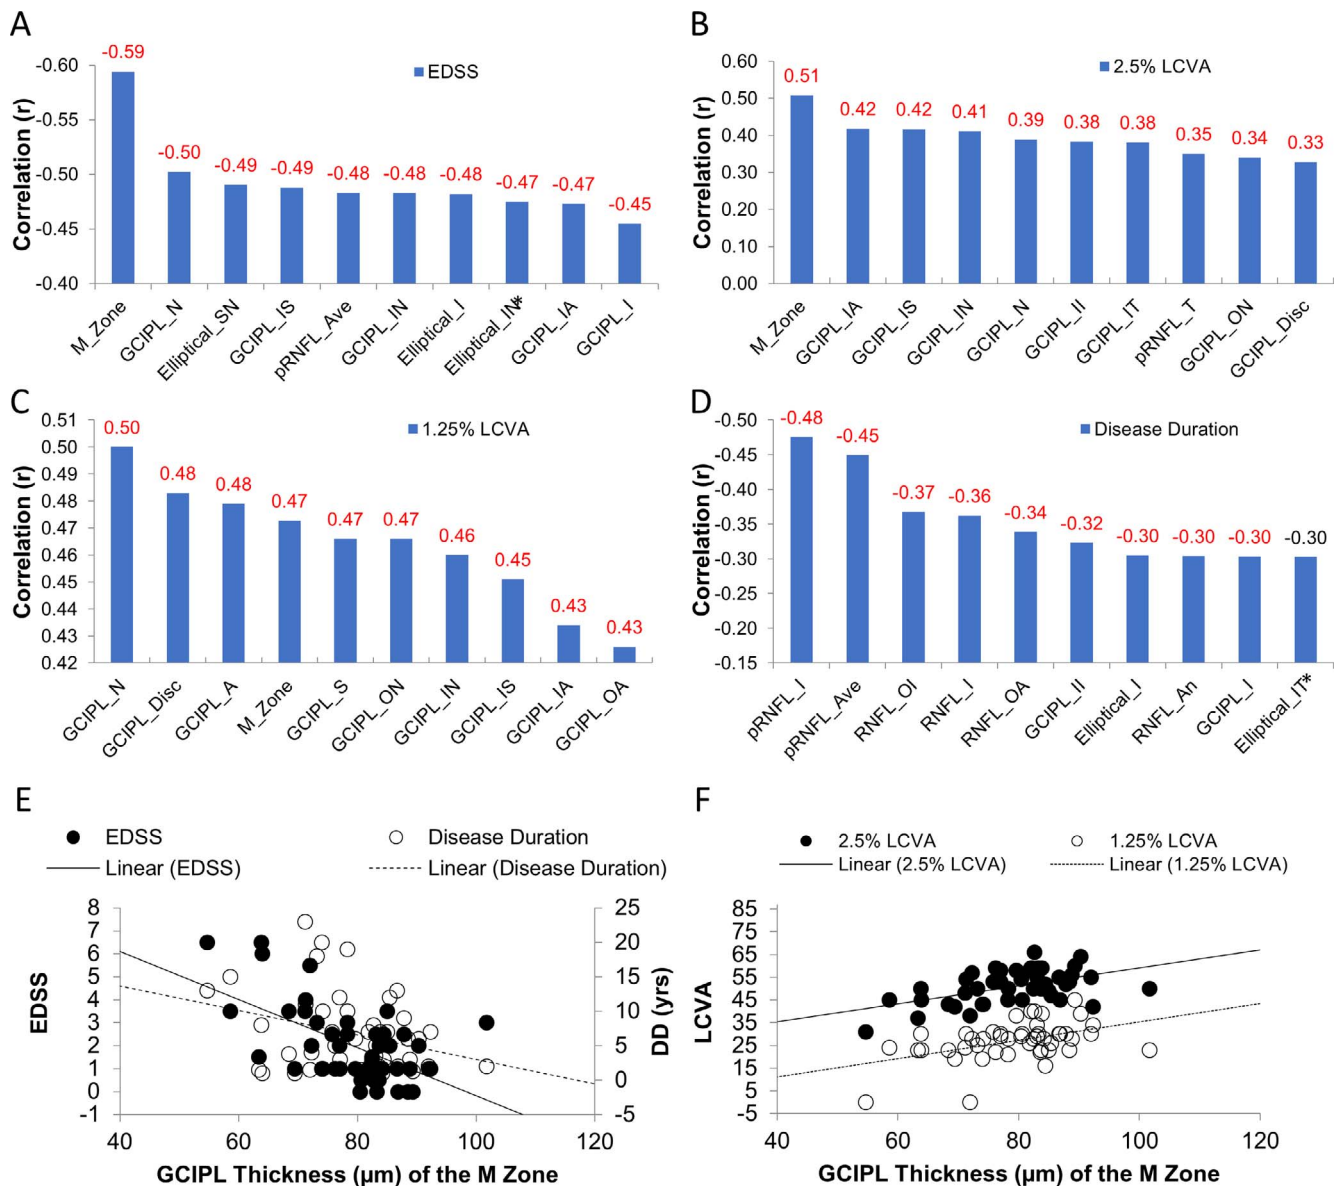 A
-0.59
EDSS
-0.60
-0.55
-0.50
-0.45
-0.40
Correlation (r)
-0.50
-0.49
-0.49
-0.48
-0.48
-0.48
-0.47
-0.47
-0.45
M_Zone
GCIPL_N
Elliptical_SN
GCIPL_IS
pRNFL_Ave
GCIPL_IN
Elliptical_I
Elliptical_IN*
GCIPL_IA
GCIPL_I
B
2.5% LCVA
0.60
0.50
0.40
0.30
0.20
0.10
0.00
Correlation (r)
0.51
0.42
0.42
0.41
0.39
0.38
0.38
0.35
0.34
0.33
M_Zone
GCIPL_IA
GCIPL_IS
GCIPL_IN
GCIPL_N
GCIPL_II
GCIPL_IT
pRNFL_T
GCIPL_ON
GCIPL_Disc
C
1.25% LCVA
0.51
0.50
0.49
0.48
0.47
0.46
0.45
0.44
0.43
0.42
Correlation (r)
0.50
0.48
0.48
0.47
0.47
0.47
0.46
0.45
0.43
0.43
GCIPL_N
GCIPL_Disc
GCIPL_A
M_Zone
GCIPL_S
GCIPL_ON
GCIPL_IN
GCIPL_IS
GCIPL_IA
GCIPL_OA
D
Disease Duration
-0.50
-0.45
-0.40
-0.35
-0.30
-0.25
-0.20
-0.15
Correlation (r)
-0.48
-0.45
-0.37
-0.36
-0.34
-0.32
-0.30
-0.30
-0.30
-0.30
pRNFL_I
pRNFL_Ave
RNFL_OI
RNFL_I
RNFL_OA
GCIPL_II
Elliptical_I
RNFL_An
GCIPL_I
Elliptical_IT*
E
EDSS
Disease Duration
Linear (EDSS)
Linear (Disease Duration)
8
7
6
5
4
3
2
1
0
-1
EDSS
25
20
15
10
5
0
-5
DD (yrs)
40
60
80
100
120
GCIPL Thickness (µm) of the M Zone
F
2.5% LCVA
1.25% LCVA
Linear (2.5% LCVA)
Linear (1.25% LCVA)
85
75
65
55
45
35
25
15
5
-5
LCVA
40
60
80
100
120
GCIPL Thickness (µm) of the M Zone